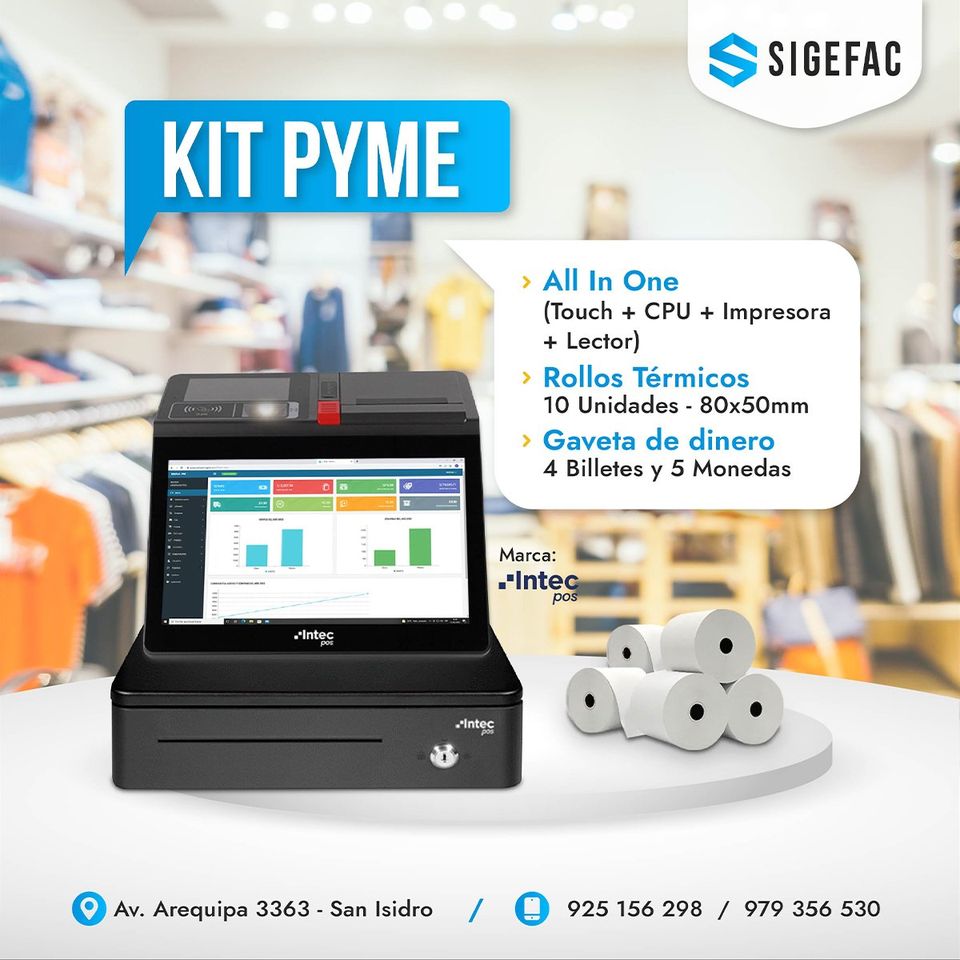 SIGEFAC
KIT PYME
All In One
(Touch + CPU + Impresora
+ Lector)
Rollos Térmicos
10 Unidades - 80x50mm
Gaveta de dinero
4 Billetes y 5 Monedas
Marca:
Intec
pos
Intec
pos
Intec
pos
Av. Arequipa 3363 - San Isidro / 925 156 298 / 979 356 530